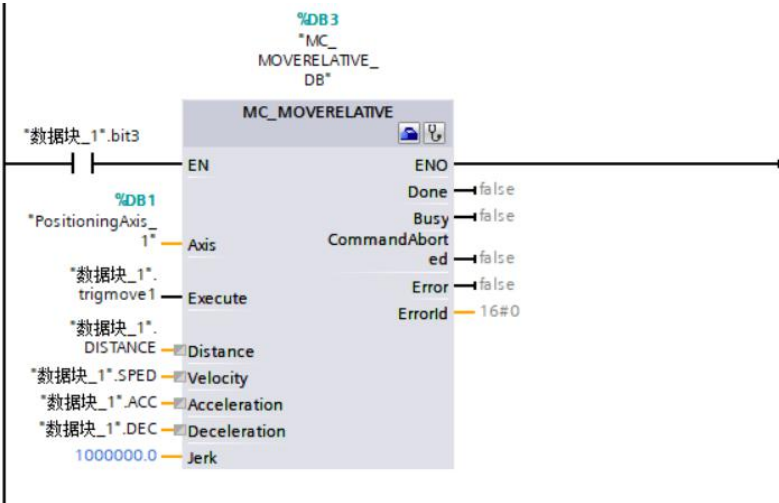 %DB3
"MC_
MOVERELATIVE_
DB"
MC_MOVERELATIVE
"数据块_1".bit3
EN
ENO
%DB1
"PositioningAxis_
1"
Axis
Done
false
Busy
false
CommandAbort
ed
false
"数据块_1".
trigmove1
Execute
Error
false
ErrorId
16#0
"数据块_1".
DISTANCE
Distance
"数据块_1".SPED
Velocity
"数据块_1".ACC
Acceleration
"数据块_1".DEC
Deceleration
1000000.0
Jerk